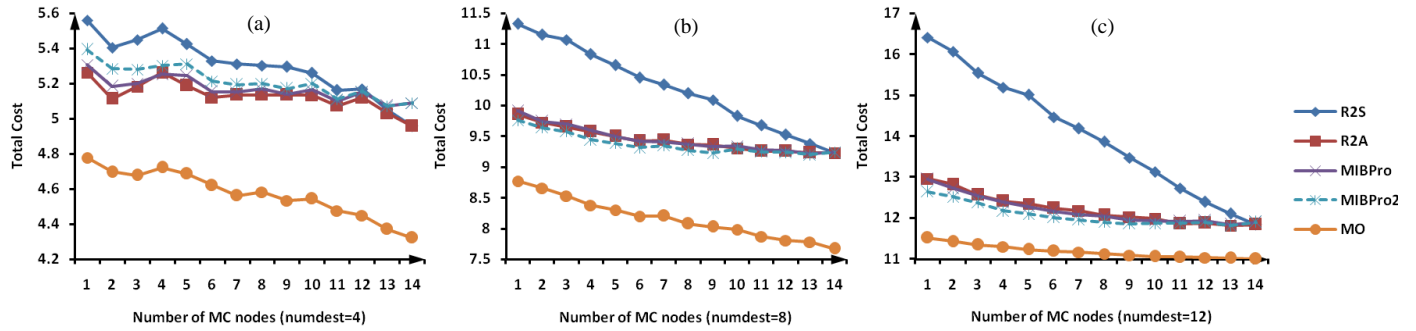 (a)
5.6
5.4
5.2
5
4.8
4.6
4.4
4.2
Total Cost
1 2 3 4 5 6 7 8 9 10 11 12 13 14
Number of MC nodes (numdest=4)
(b)
11.5
11
10.5
10
9.5
9
8.5
8
7.5
Total Cost
1 2 3 4 5 6 7 8 9 10 11 12 13 14
Number of MC nodes (numdest=8)
(c)
17
16
15
14
13
12
11
Total Cost
1 2 3 4 5 6 7 8 9 10 11 12 13 14
Number of MC nodes (numdest=12)
R2S
R2A
MIBPro
MIBPro2
MO